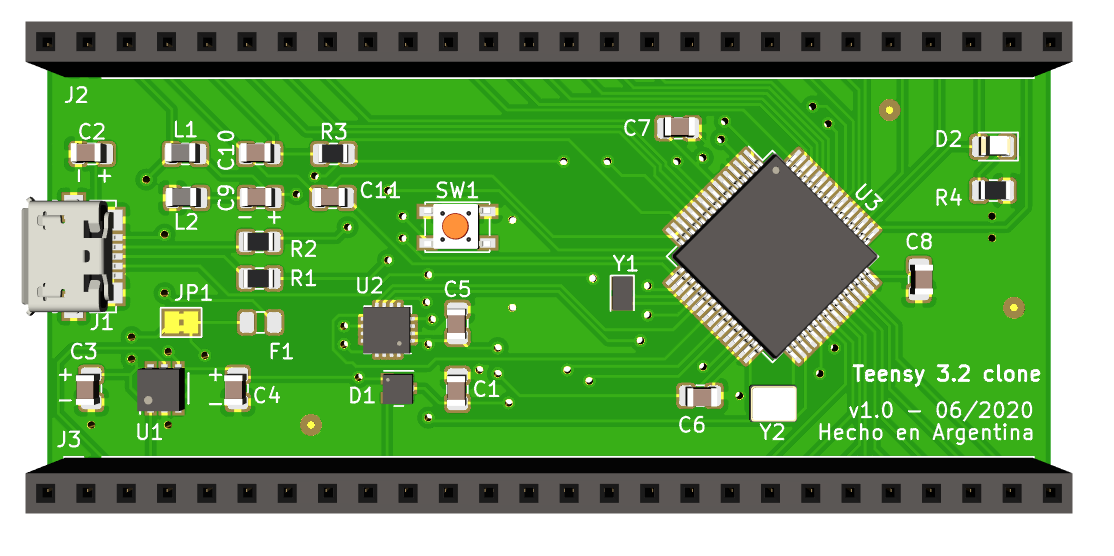 J2
C2
L1
C10
R3
C7
D2
− +
L2
C9
− +
C11
SW1
U3
R4
R2
R1
C8
Y1
JP1
U2
C5
J1
F1
C3
+
−
U1
+
−
C4
D1
−
C1
Teensy 3.2 clone
C6
Y2
v1.0 − 06/2020
Hecho en Argentina
J3